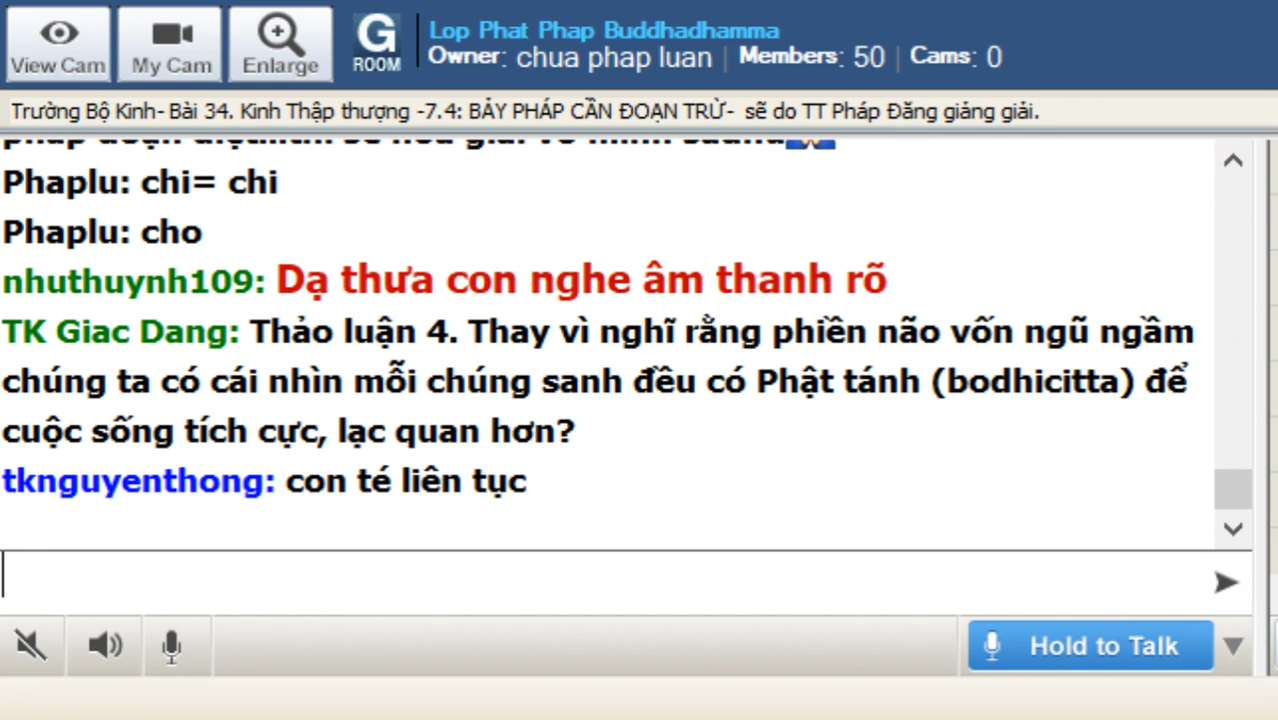 Lop Phat Phap Buddhadhamma
View Cam My Cam Enlarge G ROOM Owner: chua phap luan | Members: 50 | Cams: 0
Trường Bộ Kinh- Bài 34. Kinh Thập thượng -7.4: BẢY PHÁP CẦN ĐOẠN TRỪ- sẽ do TT Pháp Đăng giảng giải.
Phaplu: chi= chi
Phaplu: cho
nhuthuynh109: Dạ thưa con nghe âm thanh rõ
TK Giac Dang: Thảo luận 4. Thay vì nghĩ rằng phiền não vốn ngũ ngầm
chúng ta có cái nhìn mỗi chúng sanh đều có Phật tánh (bodhicitta) để
cuộc sống tích cực, lạc quan hơn?
tknguyenthong: con té liên tục
Hold to Talk